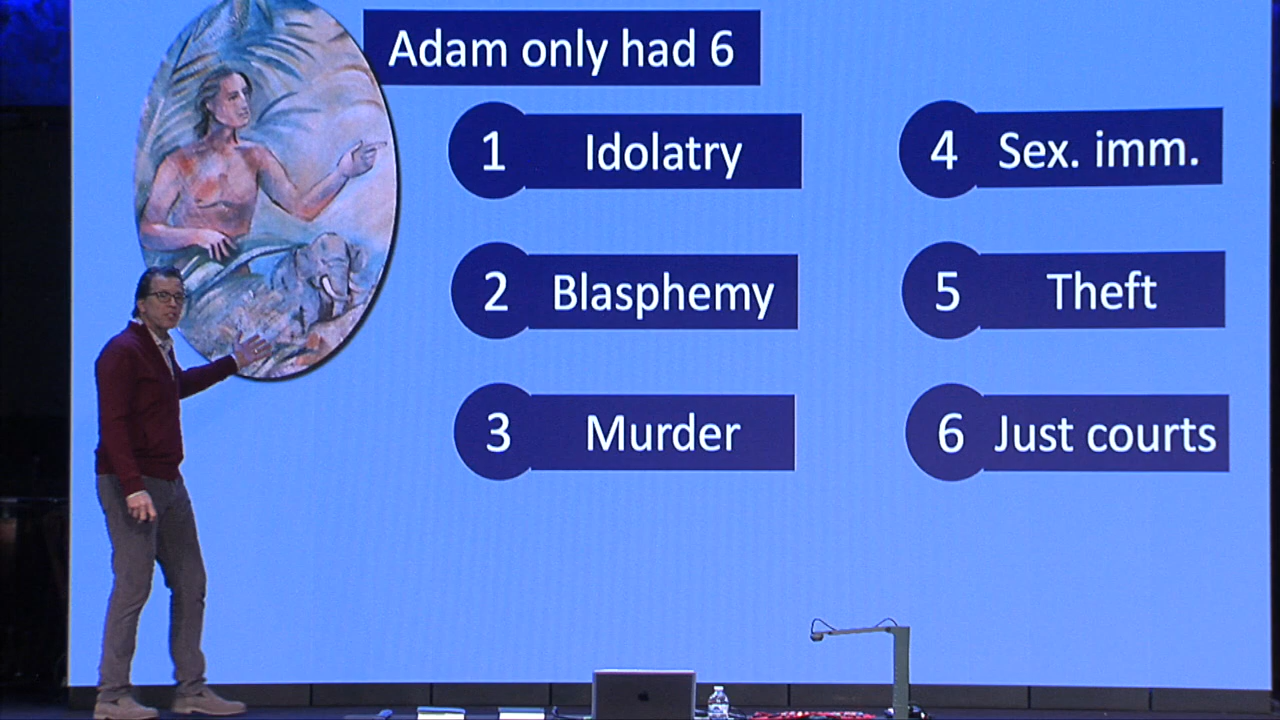 Adam only had 6
1 Idolatry
2 Blasphemy
3 Murder
4 Sex. imm.
5 Theft
6 Just courts